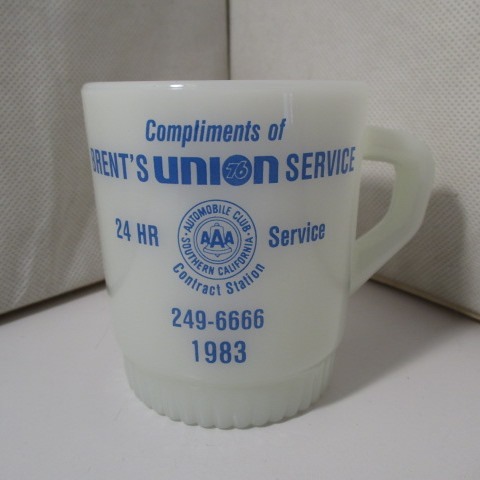 Compliments of
BRENT'S UNION 76 SERVICE
24 HR
AUTOMOBILE CLUB
AAA
SOUTHERN CALIFORNIA
Service
Contract Station
249-6666
1983